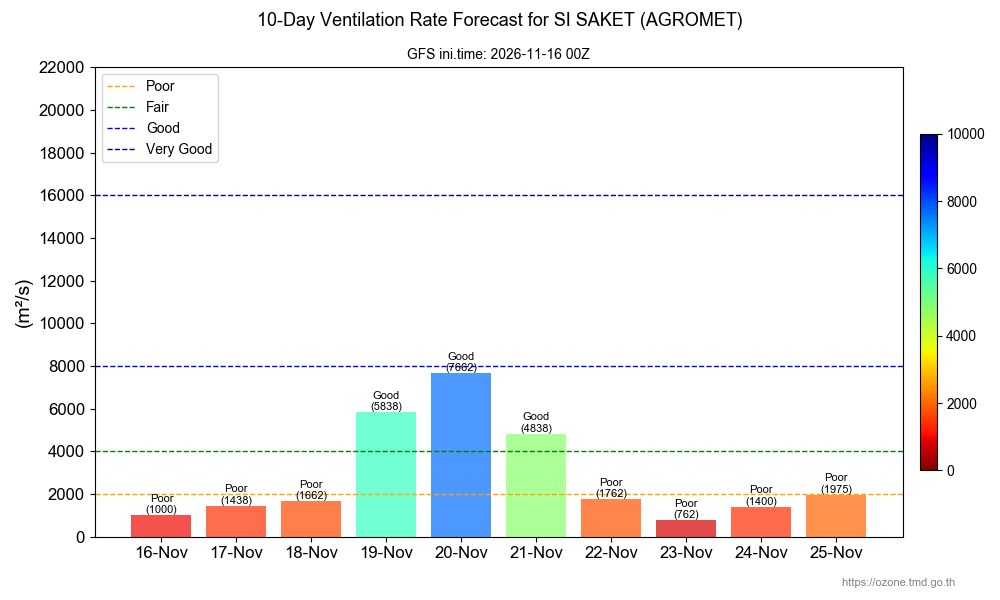 10-Day Ventilation Rate Forecast for SI SAKET (AGROMET)
GFS ini.time: 2026-11-16 00Z
22000
20000
18000
16000
14000
12000
10000
8000
6000
4000
2000
0
(m²/s)
Poor
Fair
Good
Very Good
Poor
(1000)
Poor
(1438)
Poor
(1662)
Good
(5838)
Good
(7662)
Good
(4838)
Poor
(1762)
Poor
(762)
Poor
(1400)
Poor
(1975)
16-Nov
17-Nov
18-Nov
19-Nov
20-Nov
21-Nov
22-Nov
23-Nov
24-Nov
25-Nov
10000
8000
6000
4000
2000
0
https://ozone.tmd.go.th